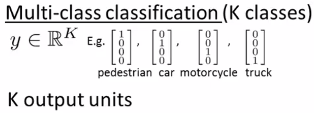 Multi-class classification (K classes)
y ∈ ℝ^K E.g. [1 0 0 0], [0 1 0 0], [0 0 1 0], [0 0 0 1]
pedestrian car motorcycle truck
K output units